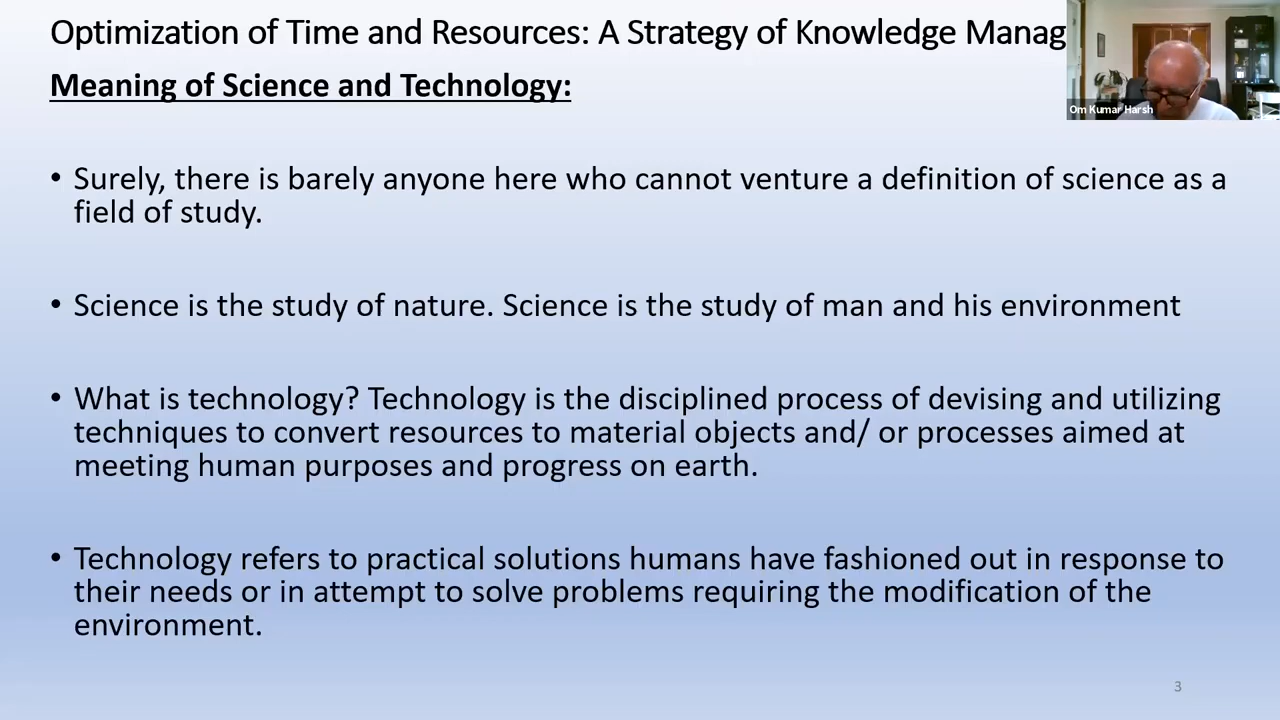 Optimization of Time and Resources: A Strategy of Knowledge Manag
Meaning of Science and Technology:
Om Kumar Harsh
• Surely, there is barely anyone here who cannot venture a definition of science as a
field of study.
• Science is the study of nature. Science is the study of man and his environment
• What is technology? Technology is the disciplined process of devising and utilizing
techniques to convert resources to material objects and/ or processes aimed at
meeting human purposes and progress on earth.
• Technology refers to practical solutions humans have fashioned out in response to
their needs or in attempt to solve problems requiring the modification of the
environment.
3